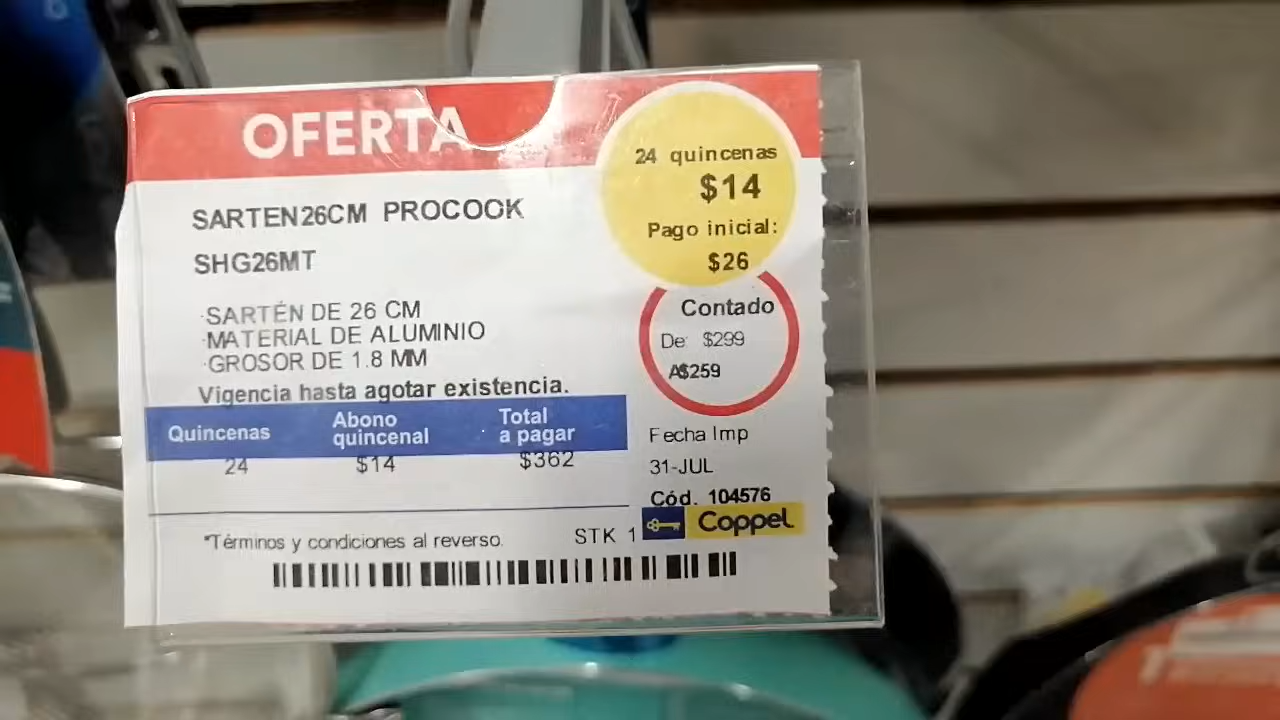 OFERTA
24 quincenas
$14
Pago inicial:
$26
SARTEN26CM PROCOOK
SHG26MT
·SARTÉN DE 26 CM
·MATERIAL DE ALUMINIO
·GROSOR DE 1.8 MM
Vigencia hasta agotar existencia.
Contado
De: $299
A$259
Quincenas Abono quincenal Total a pagar
24 $14 $362
Fecha Imp
31-JUL
Cód. 104576
*Términos y condiciones al reverso. STK 1
Coppel